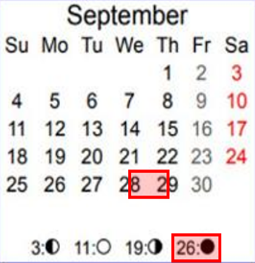 September
Su Mo Tu We Th Fr Sa
1 2 3
4 5 6 7 8 9 10
11 12 13 14 15 16 17
18 19 20 21 22 23 24
25 26 27 28 29 30
3:◐ 11:○ 19:◑ 26:●